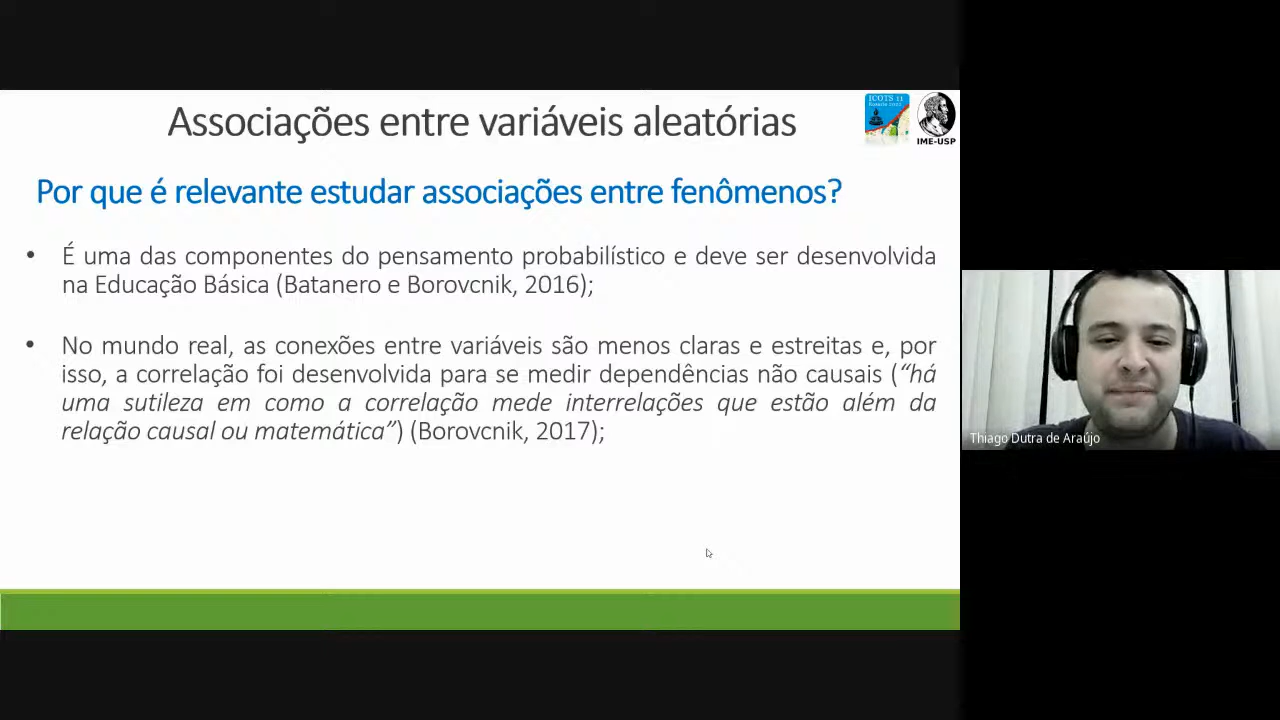 Associações entre variáveis aleatórias
ICOTS 11
IME-USP
Por que é relevante estudar associações entre fenômenos?
• É uma das componentes do pensamento probabilístico e deve ser desenvolvida
na Educação Básica (Batanero e Borovcnik, 2016);
• No mundo real, as conexões entre variáveis são menos claras e estreitas e, por
isso, a correlação foi desenvolvida para se medir dependências não causais (“há
uma sutileza em como a correlação mede interrelações que estão além da
relação causal ou matemática”) (Borovcnik, 2017);
Thiago Dutra de Araújo